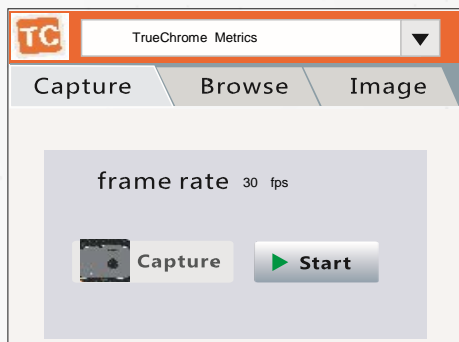 TC
TrueChrome Metrics
Capture Browse Image
frame rate 30 fps
Capture Start